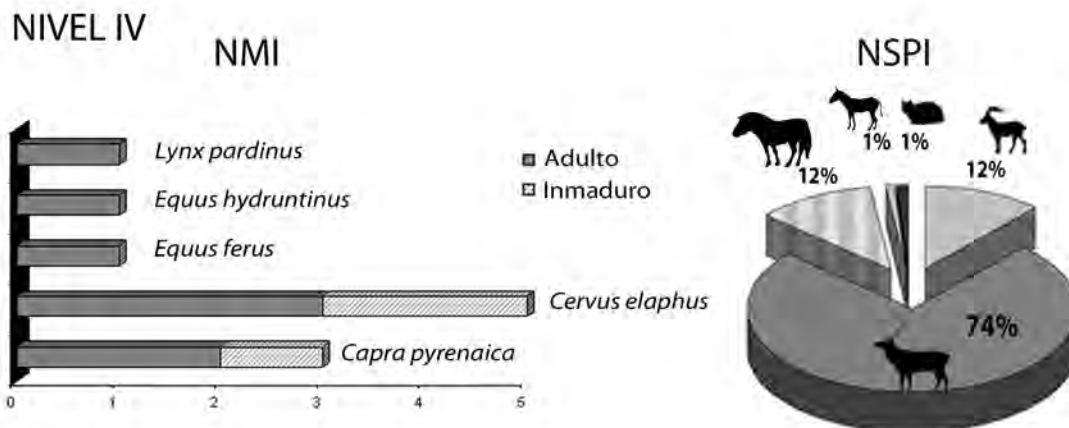 NIVEL IV
NMI
Lynx pardinus
Equus hydruntinus
Equus ferus
Cervus elaphus
Capra pyrenaica
0 1 2 3 4 5
Adulto
Inmaduro
NSPI
12%
1%
1%
12%
74%